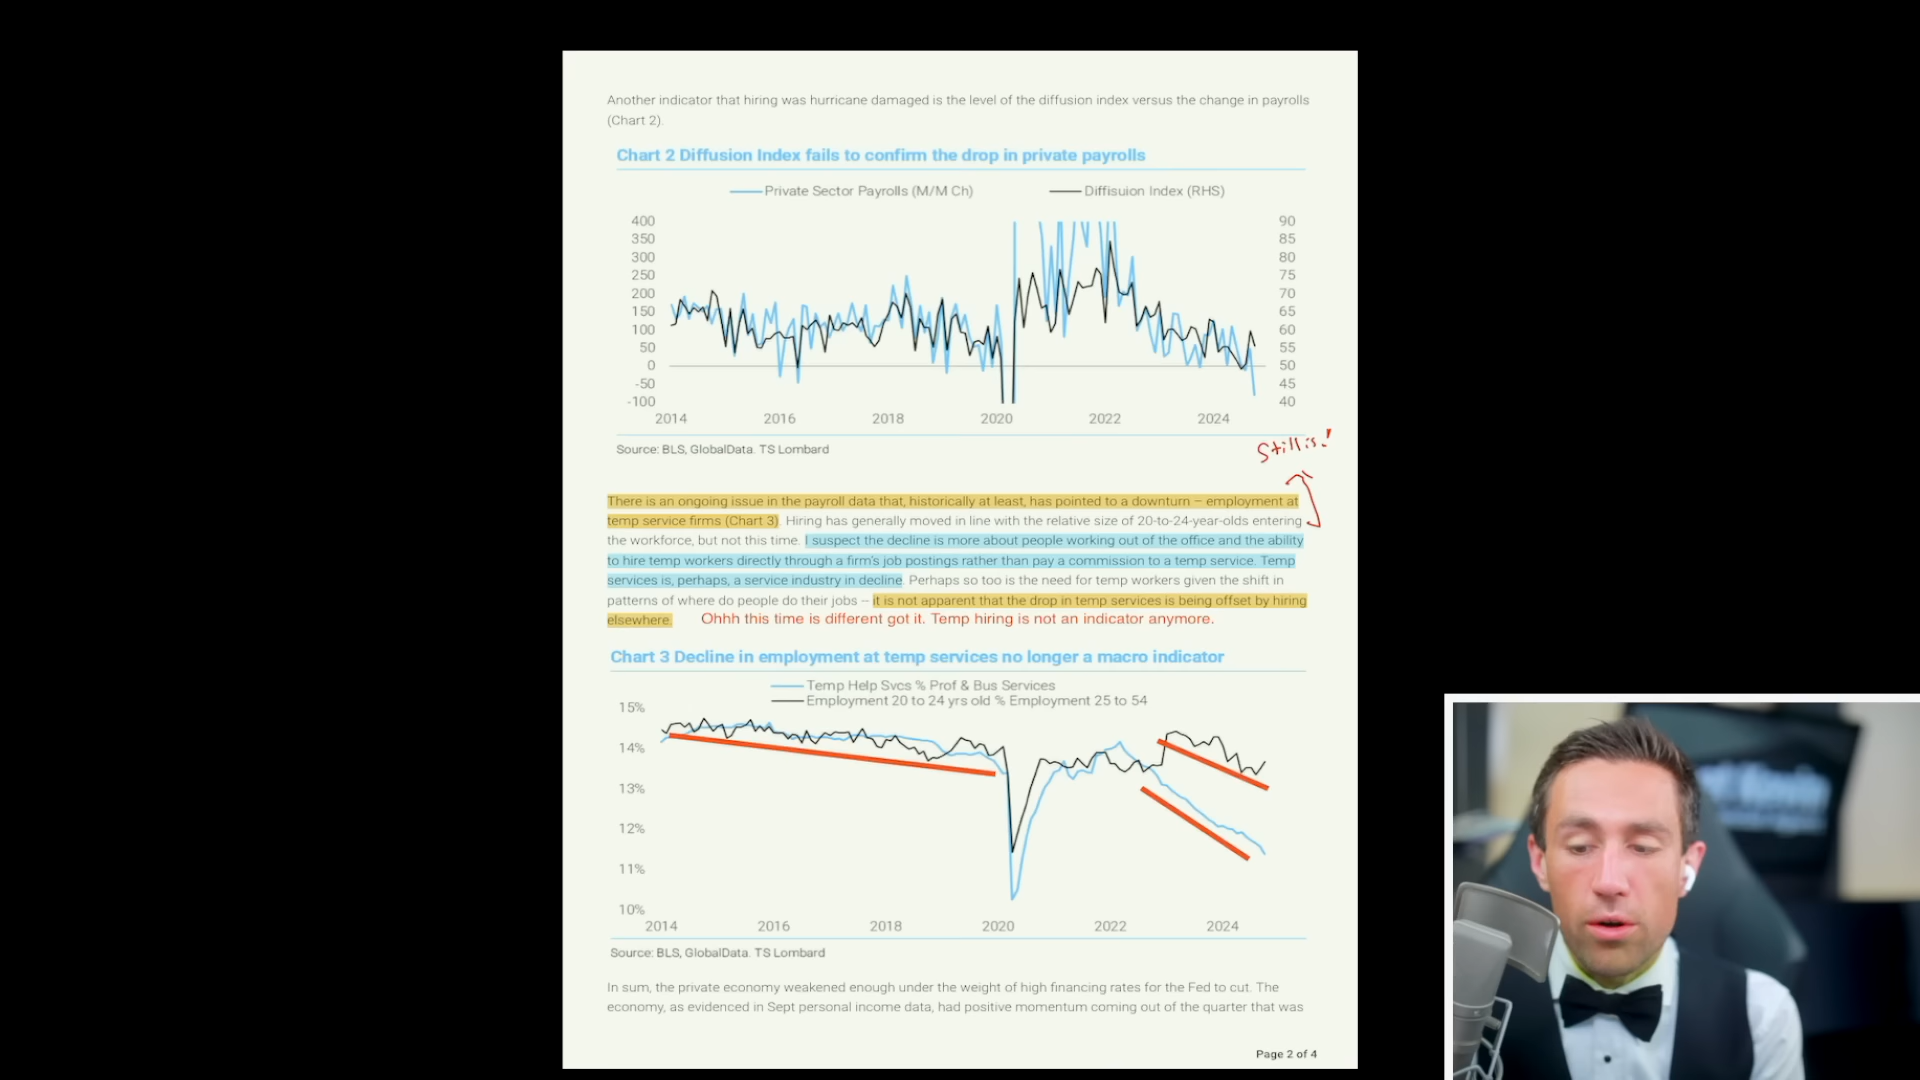 Another indicator that hiring was hurricane damaged is the level of the diffusion index versus the change in payrolls
(Chart 2).
Chart 2 Diffusion Index fails to confirm the drop in private payrolls
Private Sector Payrolls (M/M Ch) Diffisuion Index (RHS)
400 90
350 85
300 80
250 75
200 70
150 65
100 60
50 55
0 50
-50 45
-100 40
2014 2016 2018 2020 2022 2024
Still is!
Source: BLS, GlobalData. TS Lombard
There is an ongoing issue in the payroll data that, historically at least, has pointed to a downturn – employment at
temp service firms (Chart 3). Hiring has generally moved in line with the relative size of 20-to-24-year-olds entering
the workforce, but not this time. I suspect the decline is more about people working out of the office and the ability
to hire temp workers directly through a firm's job postings rather than pay a commission to a temp service. Temp
services is, perhaps, a service industry in decline. Perhaps so too is the need for temp workers given the shift in
patterns of where do people do their jobs – it is not apparent that the drop in temp services is being offset by hiring
elsewhere. Ohhh this time is different got it. Temp hiring is not an indicator anymore.
Chart 3 Decline in employment at temp services no longer a macro indicator
Temp Help Svcs % Prof & Bus Services
Employment 20 to 24 yrs old % Employment 25 to 54
15%
14%
13%
12%
11%
10%
2014 2016 2018 2020 2022 2024
Source: BLS, GlobalData. TS Lombard
In sum, the private economy weakened enough under the weight of high financing rates for the Fed to cut. The
economy, as evidenced in Sept personal income data, had positive momentum coming out of the quarter that was
Page 2 of 4